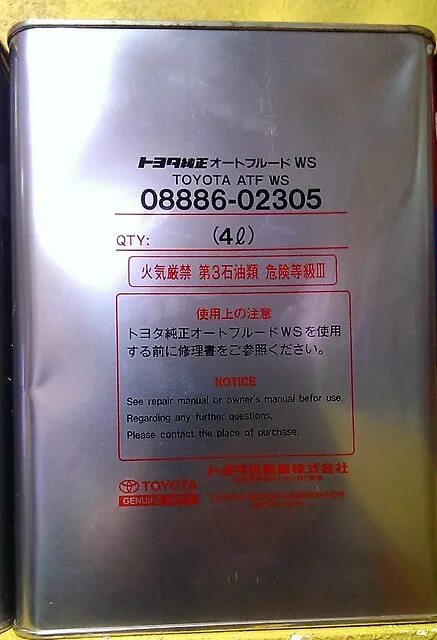 トヨタ純正オートフルード WS
TOYOTA ATF WS
08886-02305
QTY: (4ℓ)
火気厳禁 第3石油類 危険等級III
使用上の注意
トヨタ純正オートフルードWSを使用
する前に修理書をご参照ください。
NOTICE
See repair manual or owner's manual befor use.
Regarding any further questions,
Please contact the place of purchase.
トヨタ自動車株式会社
TOYOTA
GENUINE PARTS
TOYOTA MOTOR CORPORATION